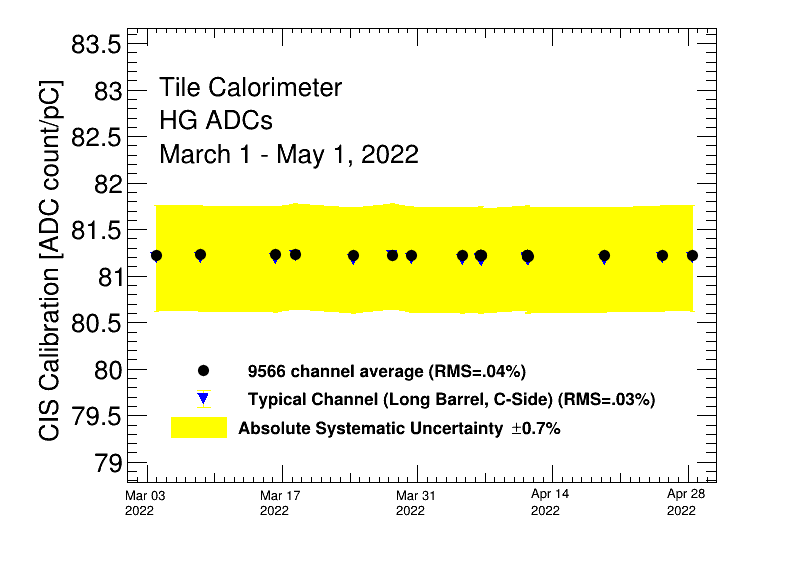 83.5
83
82.5
82
81.5
81
80.5
80
79.5
79
CIS Calibration [ADC count/pC]
Tile Calorimeter
HG ADCs
March 1 - May 1, 2022
9566 channel average (RMS=.04%)
Typical Channel (Long Barrel, C-Side) (RMS=.03%)
Absolute Systematic Uncertainty ±0.7%
Mar 03 Mar 17 Mar 31 Apr 14 Apr 28
2022 2022 2022 2022 2022